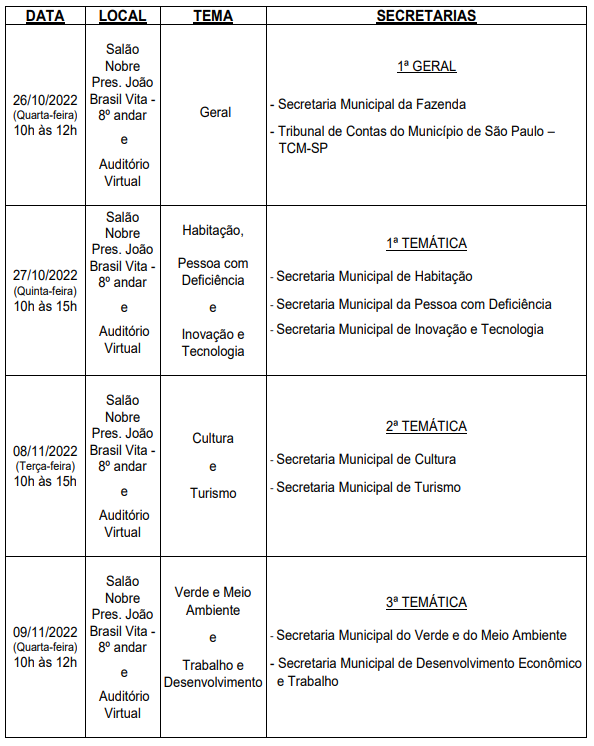 DATA
LOCAL
TEMA
SECRETARIAS
26/10/2022
(Quarta-feira)
10h às 12h
Salão
Nobre
Pres. João
Brasil Vita -
8º andar
e
Auditório
Virtual
Geral
1ª GERAL
- Secretaria Municipal da Fazenda
- Tribunal de Contas do Município de São Paulo –
TCM-SP
27/10/2022
(Quinta-feira)
10h às 15h
Salão
Nobre
Pres. João
Brasil Vita -
8º andar
e
Auditório
Virtual
Habitação,
Pessoa com
Deficiência
e
Inovação e
Tecnologia
1ª TEMÁTICA
- Secretaria Municipal de Habitação
- Secretaria Municipal da Pessoa com Deficiência
- Secretaria Municipal de Inovação e Tecnologia
08/11/2022
(Terça-feira)
10h às 15h
Salão
Nobre
Pres. João
Brasil Vita -
8º andar
e
Auditório
Virtual
Cultura
e
Turismo
2ª TEMÁTICA
- Secretaria Municipal de Cultura
- Secretaria Municipal de Turismo
09/11/2022
(Quarta-feira)
10h às 12h
Salão
Nobre
Pres. João
Brasil Vita -
8º andar
e
Auditório
Virtual
Verde e Meio
Ambiente
e
Trabalho e
Desenvolvimento
3ª TEMÁTICA
- Secretaria Municipal do Verde e do Meio Ambiente
- Secretaria Municipal de Desenvolvimento Econômico
e Trabalho